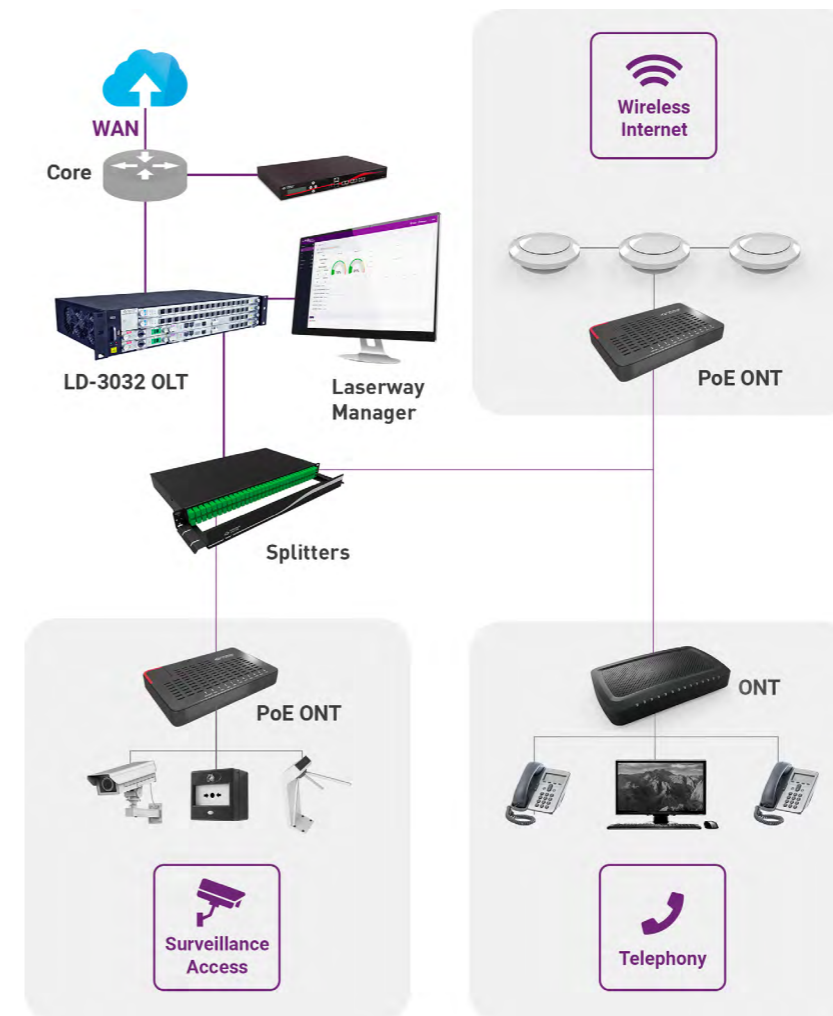 WAN
Core
LD-3032 OLT
Laserway
Manager
Splitters
Wireless
Internet
PoE ONT
PoE ONT
Surveillance
Access
ONT
Telephony